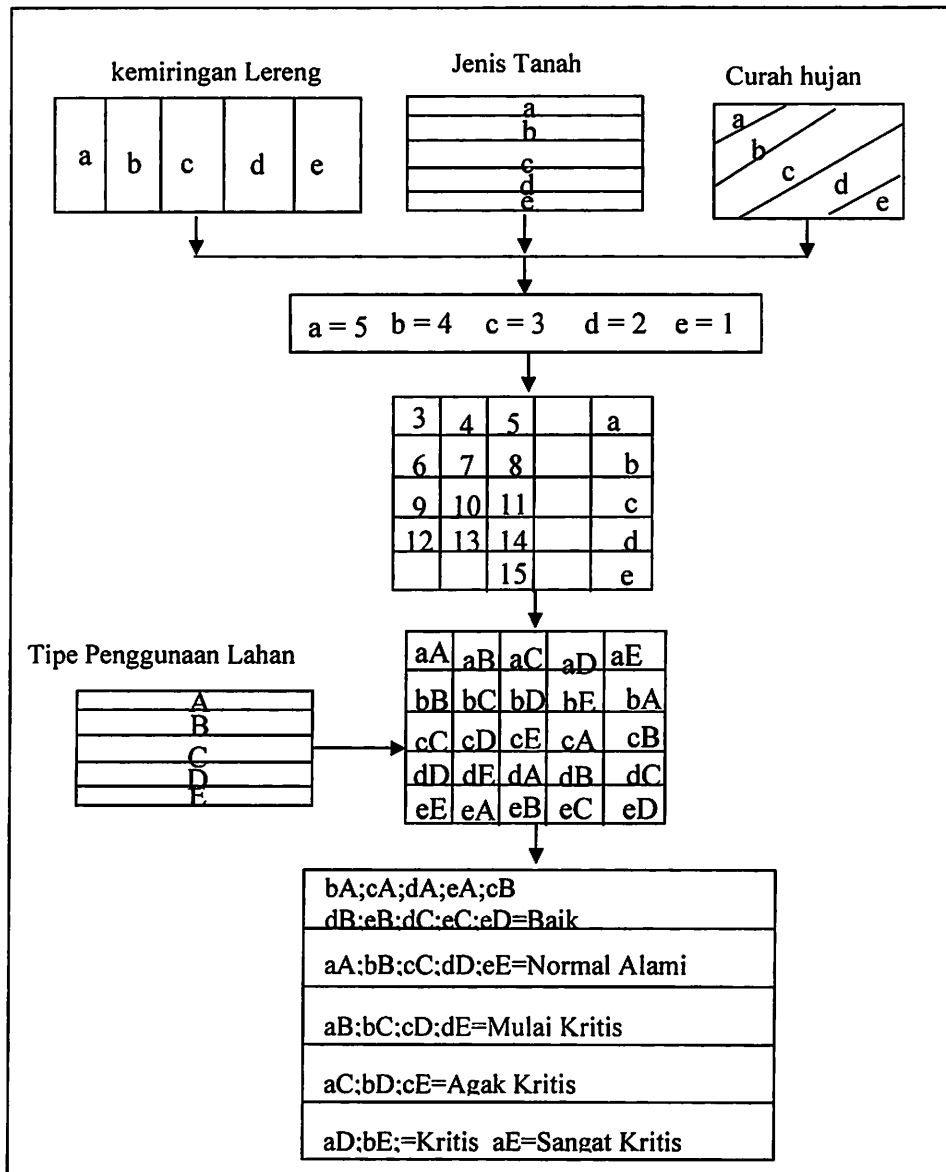 kemiringan Lereng
Jenis Tanah
Curah hujan
a b c d e
a
b
c
d
e
a
b
c
d
e
a = 5 b = 4 c = 3 d = 2 e = 1
3 4 5 a
6 7 8 b
9 10 11 c
12 13 14 d
15 e
Tipe Penggunaan Lahan
A
B
C
D
E
aA aB aC aD aE
bB bC bD bE bA
cC cD cE cA cB
dD dE dA dB dC
eE eA eB eC eD
bA;cA;dA;eA;cB
dB;eB;dC;eC;eD=Baik
aA;bB;cC;dD;eE=Normal Alami
aB;bC;cD;dE=Mulai Kritis
aC;bD;cE=Agak Kritis
aD;bE;=Kritis aE=Sangat Kritis